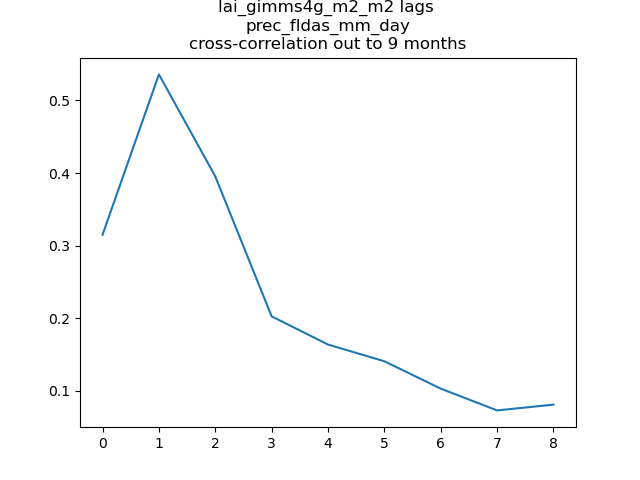 lai_gimms4g_m2_m2 lags
prec_fldas_mm_day
cross-correlation out to 9 months
0.5
0.4
0.3
0.2
0.1
0 1 2 3 4 5 6 7 8